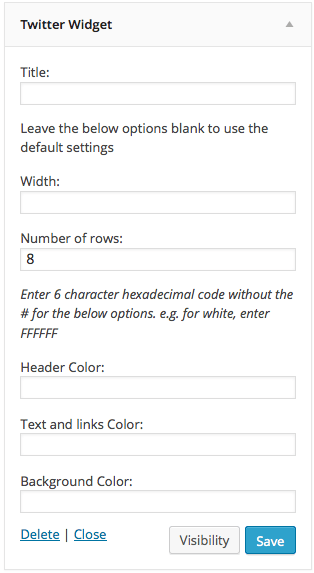 Twitter Widget
Title:
Leave the below options blank to use the
default settings
Width:
Number of rows:
8
Enter 6 character hexadecimal code without the
# for the below options. e.g. for white, enter
FFFFFF
Header Color:
Text and links Color:
Background Color:
Delete | Close Visibility Save